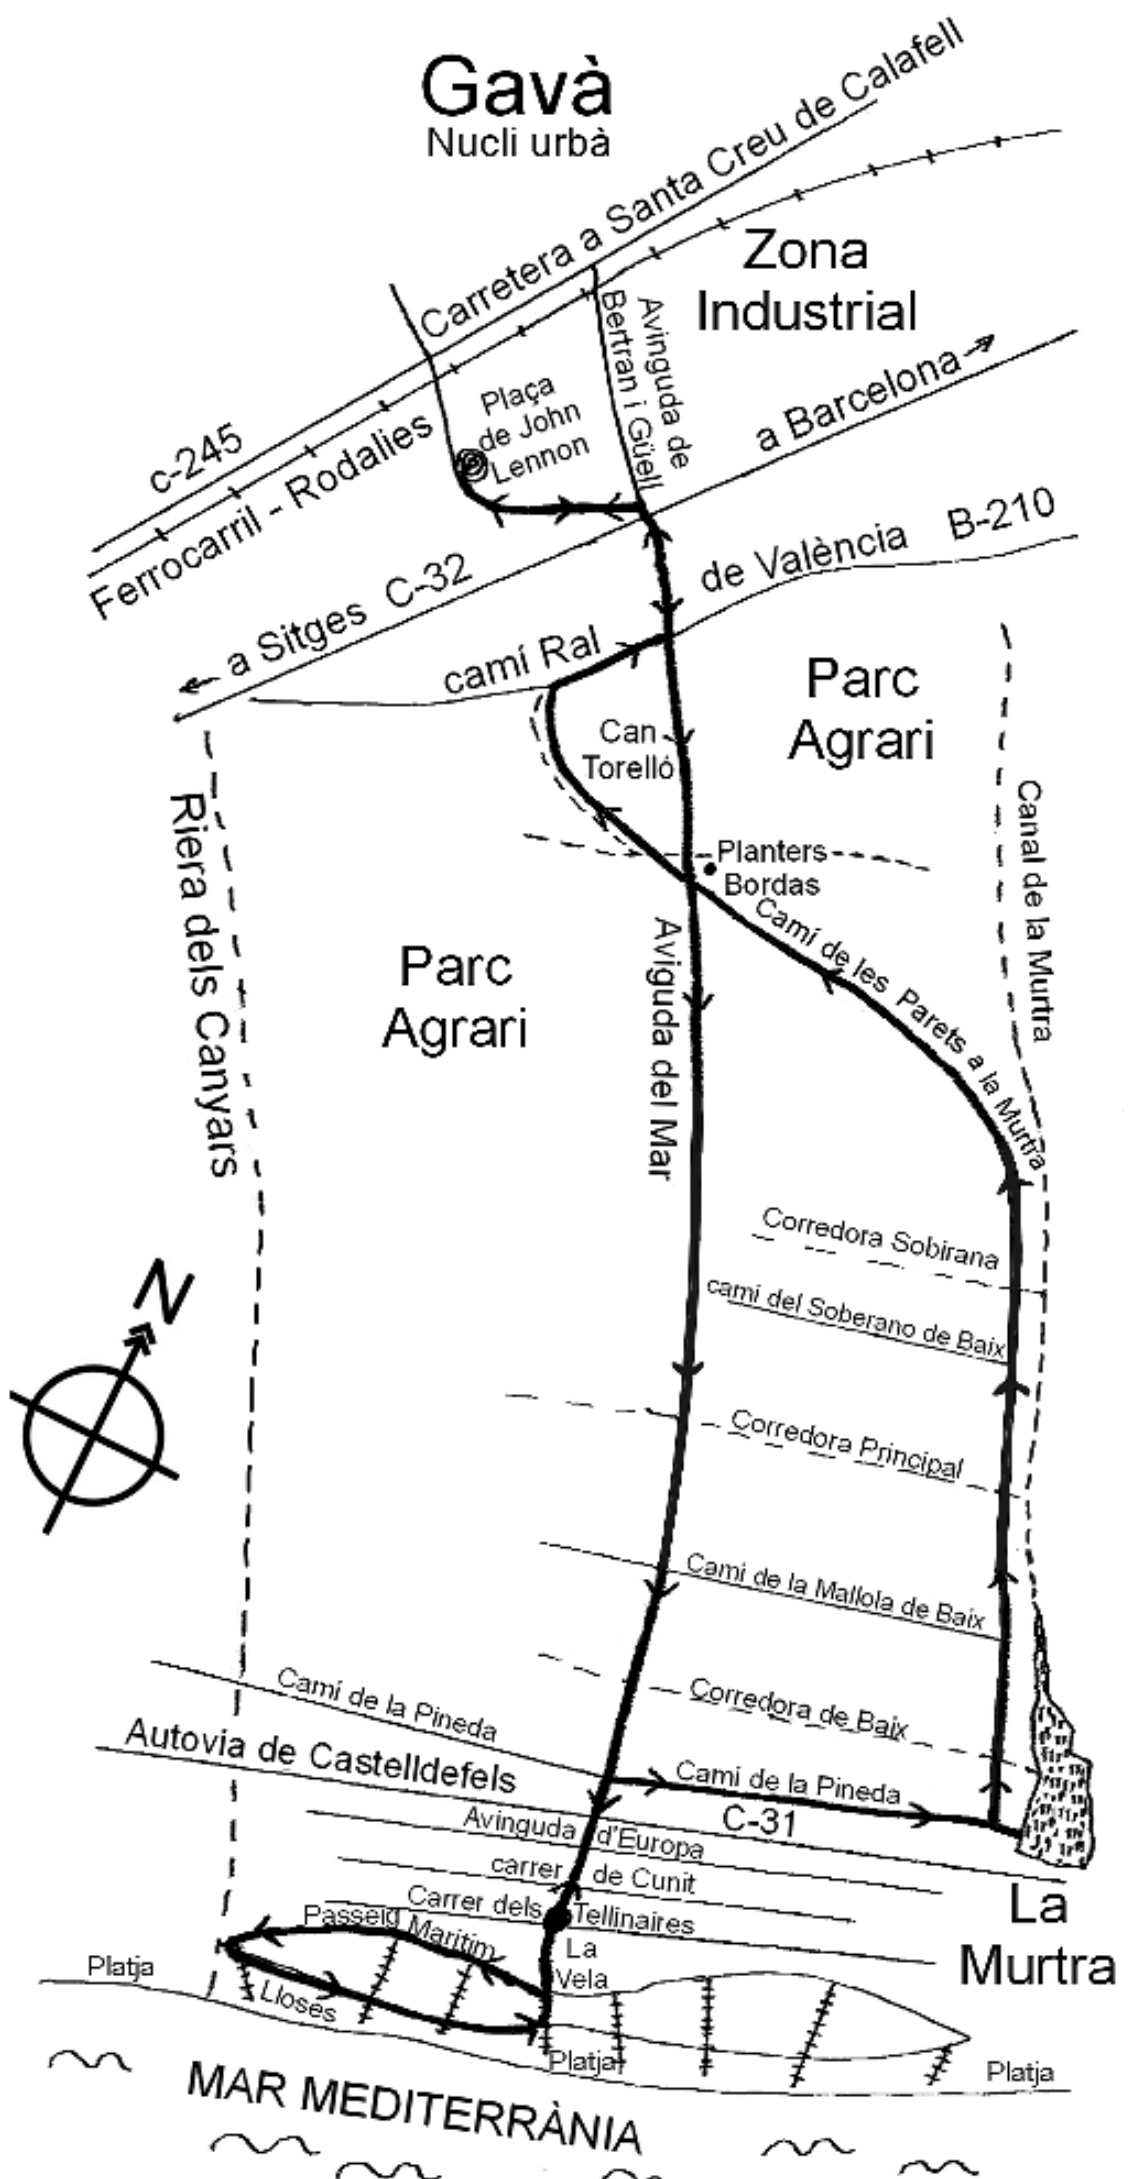 Gavà
Nucli urbà
Carretera a Santa Creu de Calafell
c-245
Ferrocarril - Rodalies
Zona
Industrial
Avinguda de
Bertran i Güell
Plaça
de John
Lennon
a Barcelona
a Sitges C-32
de València B-210
camí Ral
Parc
Agrari
Can
Torelló
Planters
Bordas
Canal de la Murtra
Riera dels Canyars
Camí de les Parets a la Murtra
Parc
Agrari
Aviguda del Mar
Corredora Sobirana
camí del Soberano de Baix
N
Corredora Principal
Camí de la Mallola de Baix
Corredora de Baix
Camí de la Pineda
Autovia de Castelldefels
Camí de la Pineda
C-31
Avinguda d'Europa
carrer de Cunit
Carrer dels Tellinaires
Passeig Marítim
La
Vela
La
Murtra
Platja
Lloses
Platja
Platja
MAR MEDITERRÀNIA